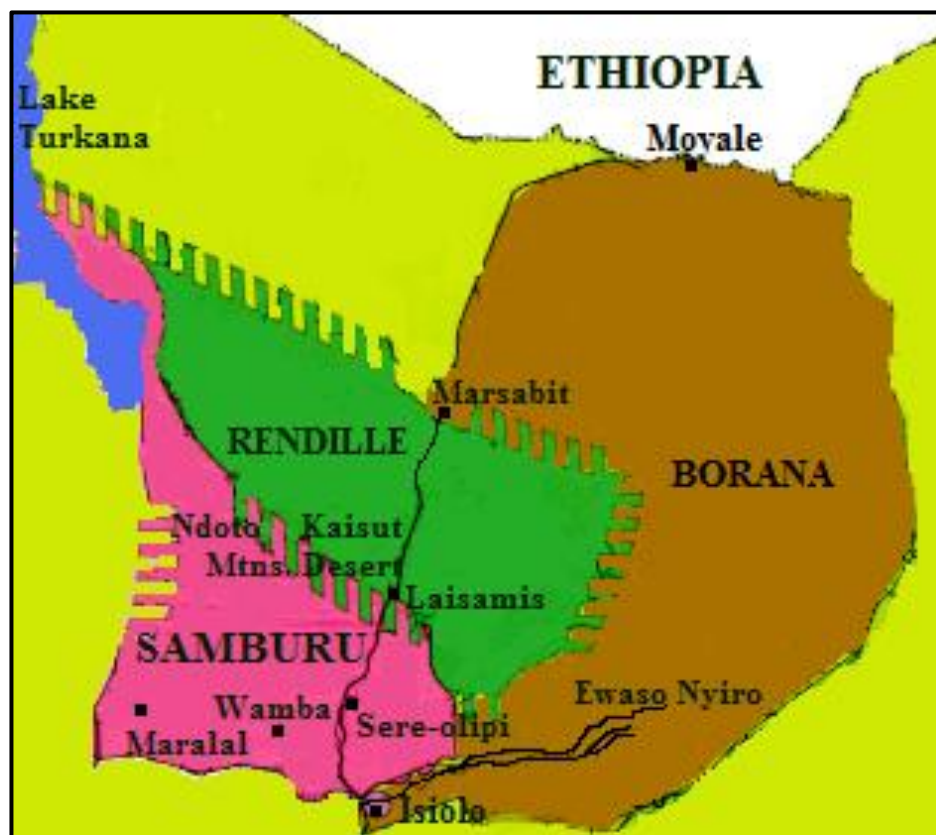 ETHIOPIA
Lake
Turkana
Movale
Marsabit
RENDILLE
BORANA
Ndoto
Mtns.
Kaisut
Desert
Laisamis
SAMBURU
Ewaso Nyiro
Wamba
Sere-olipi
Maralal
Isiolo